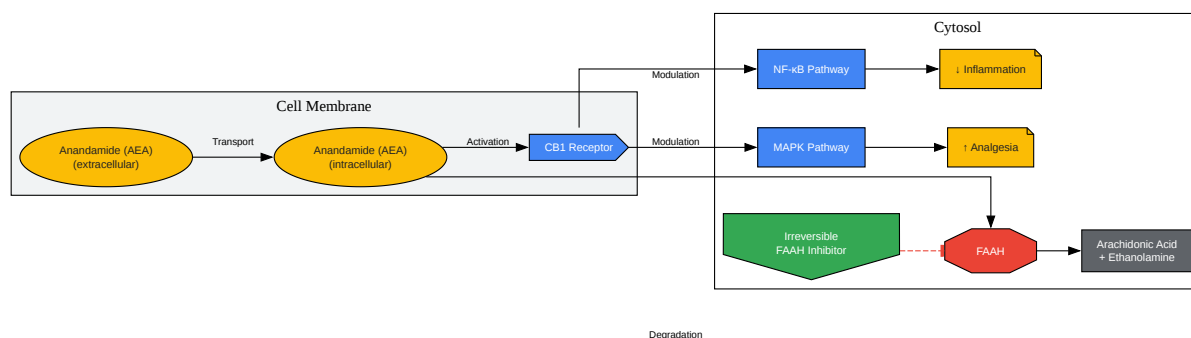 Cytosol
NF-κB Pathway
↓ Inflammation
Modulation
Cell Membrane
Anandamide (AEA)
(extracellular)
Transport
Anandamide (AEA)
(intracellular)
Activation
CB1 Receptor
Modulation
MAPK Pathway
↑ Analgesia
Irreversible
FAAH Inhibitor
FAAH
Arachidonic Acid
+ Ethanolamine
Degradation